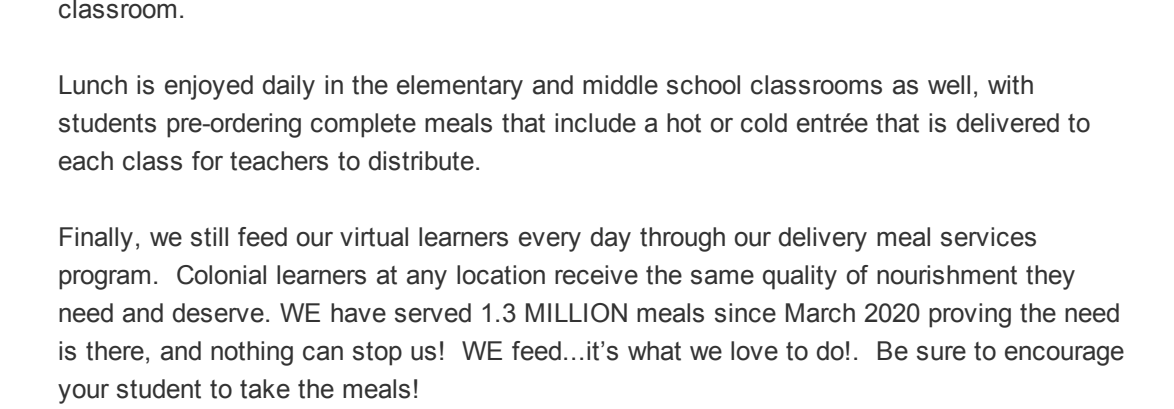 classroom.
Lunch is enjoyed daily in the elementary and middle school classrooms as well, with
students pre-ordering complete meals that include a hot or cold entrée that is delivered to
each class for teachers to distribute.
Finally, we still feed our virtual learners every day through our delivery meal services
program.  Colonial learners at any location receive the same quality of nourishment they
need and deserve. WE have served 1.3 MILLION meals since March 2020 proving the need
is there, and nothing can stop us!  WE feed...it’s what we love to do!.  Be sure to encourage
your student to take the meals!